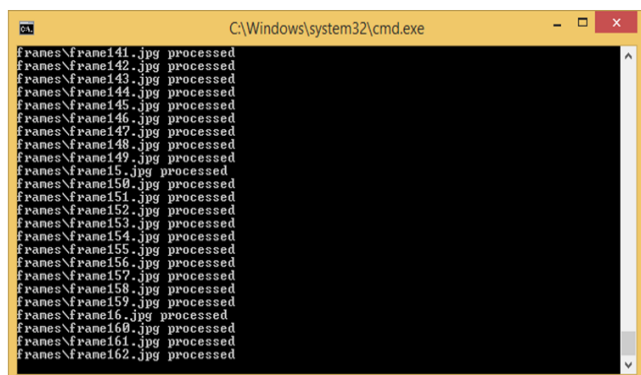 C:\Windows\system32\cmd.exe
frames\frame141.jpg processed
frames\frame142.jpg processed
frames\frame143.jpg processed
frames\frame144.jpg processed
frames\frame145.jpg processed
frames\frame146.jpg processed
frames\frame147.jpg processed
frames\frame148.jpg processed
frames\frame149.jpg processed
frames\frame15.jpg processed
frames\frame150.jpg processed
frames\frame151.jpg processed
frames\frame152.jpg processed
frames\frame153.jpg processed
frames\frame154.jpg processed
frames\frame155.jpg processed
frames\frame156.jpg processed
frames\frame157.jpg processed
frames\frame158.jpg processed
frames\frame159.jpg processed
frames\frame16.jpg processed
frames\frame160.jpg processed
frames\frame161.jpg processed
frames\frame162.jpg processed